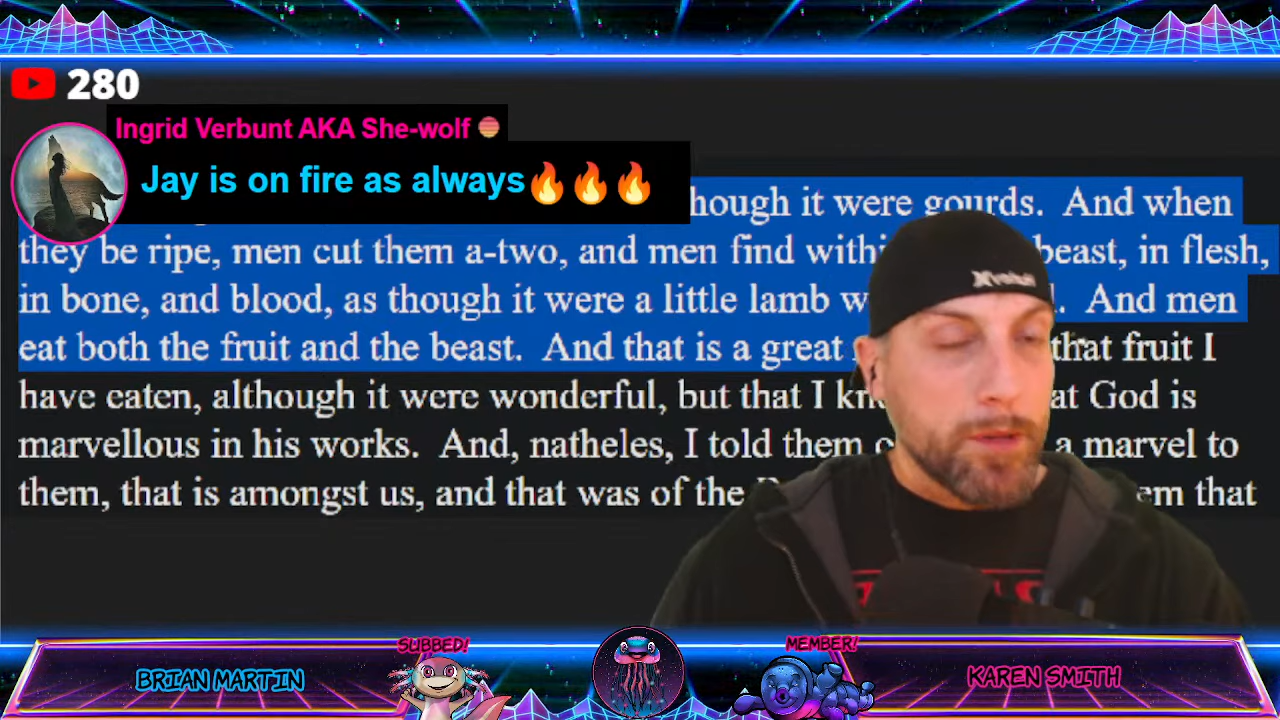 280
Ingrid Verbunt AKA She-wolf
Jay is on fire as always🔥🔥🔥
hough it were gourds. And when
they be ripe, men cut them a-two, and men find withi beast, in flesh,
in bone, and blood, as though it were a little lamb w And men
eat both the fruit and the beast. And that is a great that fruit I
have eaten, although it were wonderful, but that I kn at God is
marvellous in his works. And, natheles, I told them o a marvel to
them, that is amongst us, and that was of the em that
SUBBED!
BRIAN MARTIN
MEMBER!
KAREN SMITH